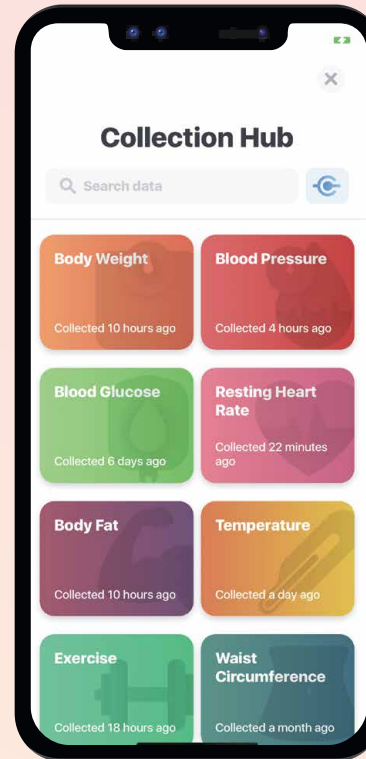 Collection Hub
Search data
Body Weight
Collected 10 hours ago
Blood Pressure
Collected 4 hours ago
Blood Glucose
Collected 6 days ago
Resting Heart
Rate
Collected 22 minutes
ago
Body Fat
Collected 10 hours ago
Temperature
Collected a day ago
Exercise
Collected 18 hours ago
Waist
Circumference
Collected a month ago